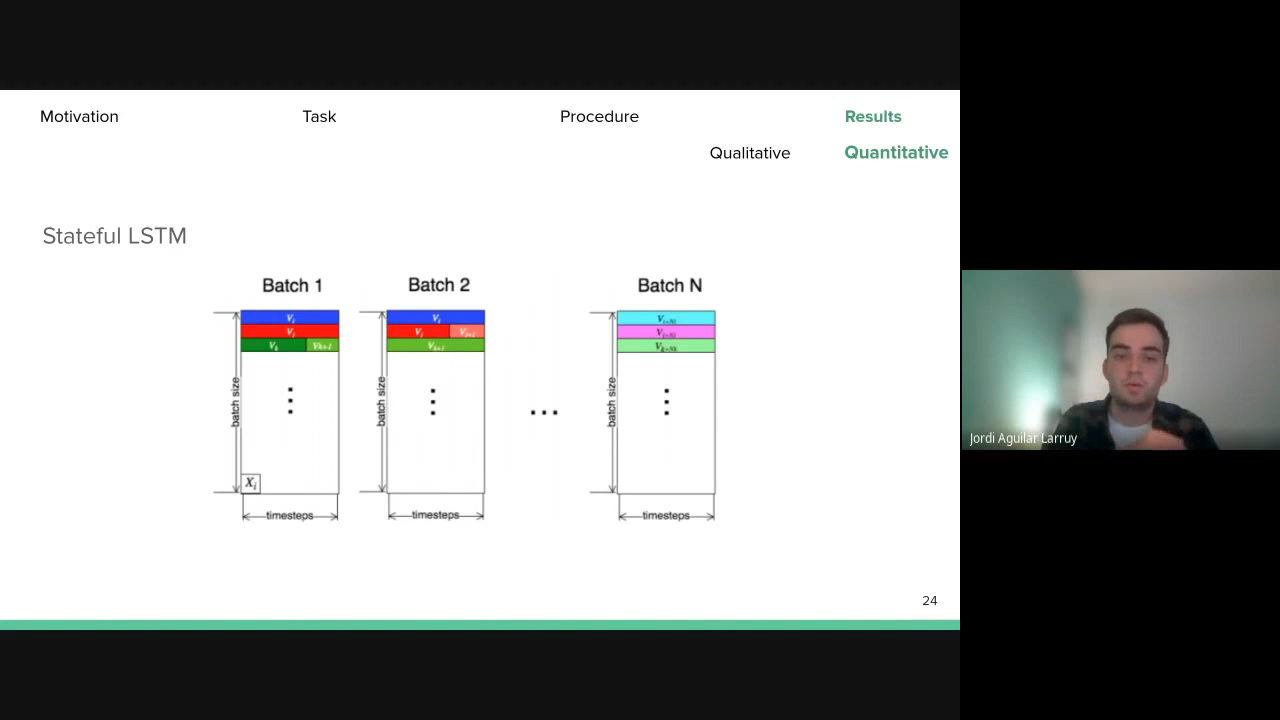 Motivation Task Procedure Results
Qualitative Quantitative
Stateful LSTM
Batch 1 Batch 2 Batch N
batch size batch size batch size
X_i
timesteps timesteps timesteps
24
Jordi Aguilar Larruy